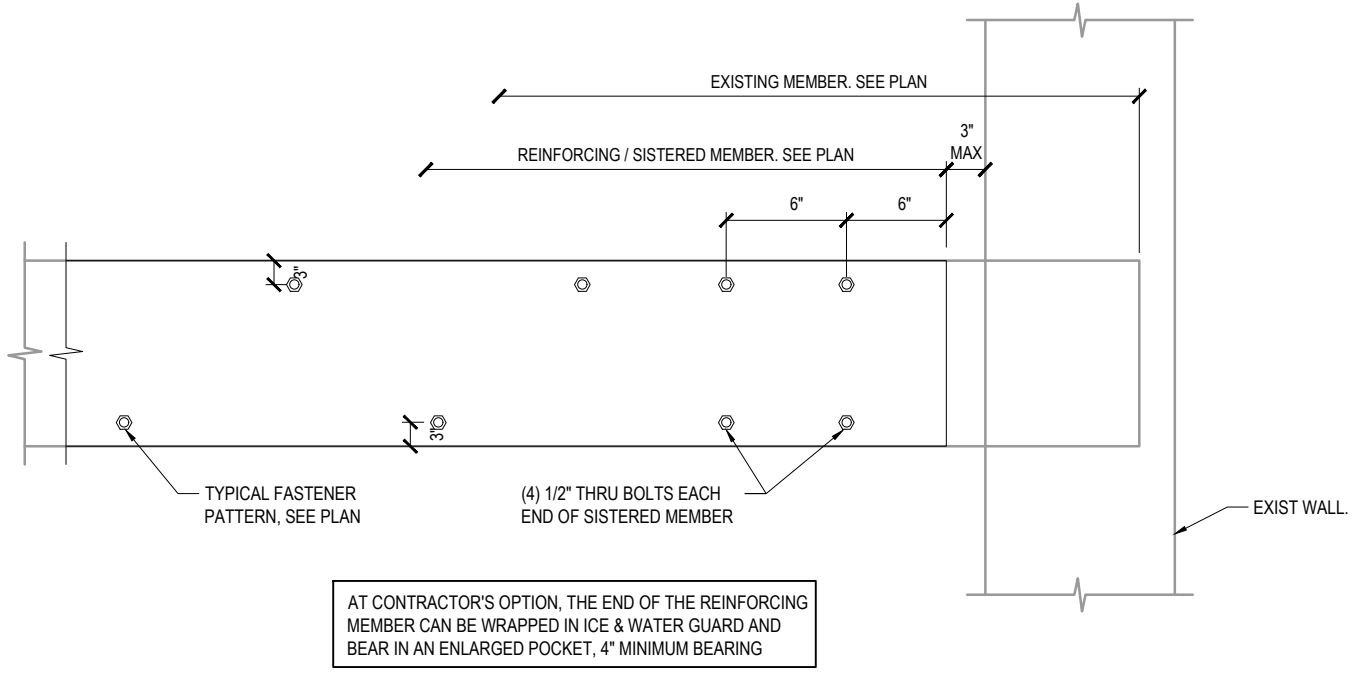 EXISTING MEMBER. SEE PLAN
3"
MAX
REINFORCING / SISTERED MEMBER. SEE PLAN
6"
6"
3"
3"
TYPICAL FASTENER
PATTERN, SEE PLAN
(4) 1/2" THRU BOLTS EACH
END OF SISTERED MEMBER
EXIST WALL.
AT CONTRACTOR'S OPTION, THE END OF THE REINFORCING
MEMBER CAN BE WRAPPED IN ICE & WATER GUARD AND
BEAR IN AN ENLARGED POCKET, 4" MINIMUM BEARING